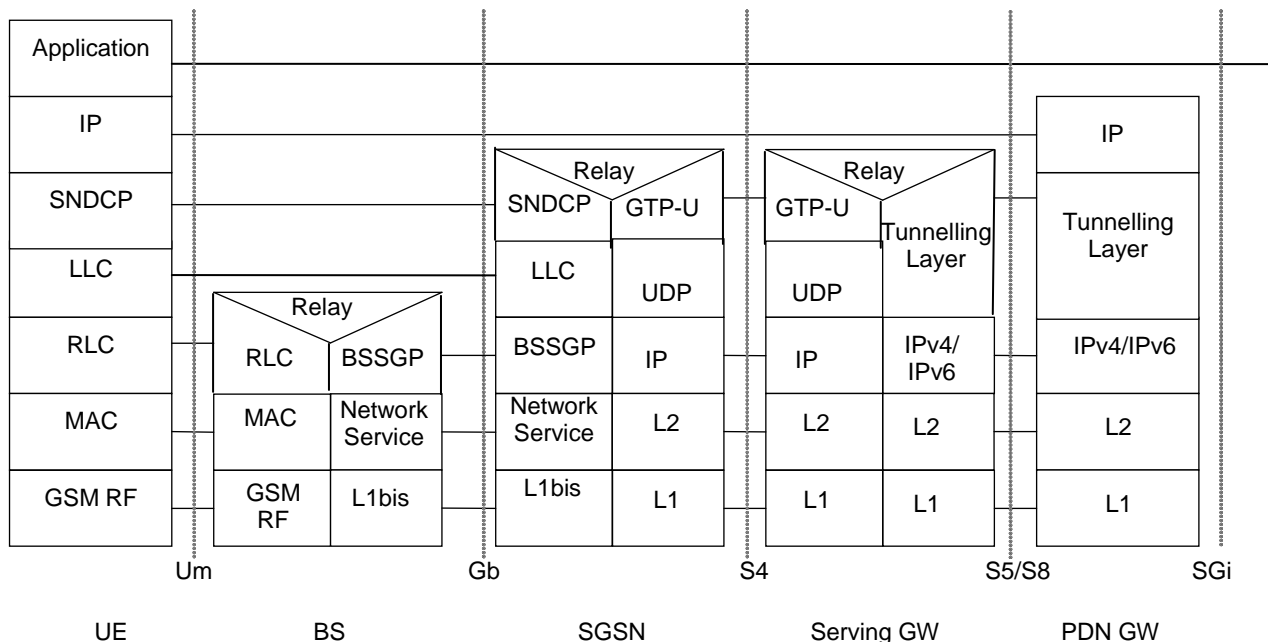 Application
IP
IP
Relay
Relay
SNDCP
SNDCP
GTP-U
GTP-U
Tunnelling
Layer
Tunnelling
Layer
LLC
LLC
UDP
UDP
Relay
RLC
RLC
BSSGP
BSSGP
IP
IP
IPv4/
IPv6
IPv4/IPv6
MAC
MAC
Network
Service
Network
Service
L2
L2
L2
L2
GSM RF
GSM
RF
L1bis
L1bis
L1
L1
L1
L1
Um
Gb
S4
S5/S8
SGi
UE
BS
SGSN
Serving GW
PDN GW